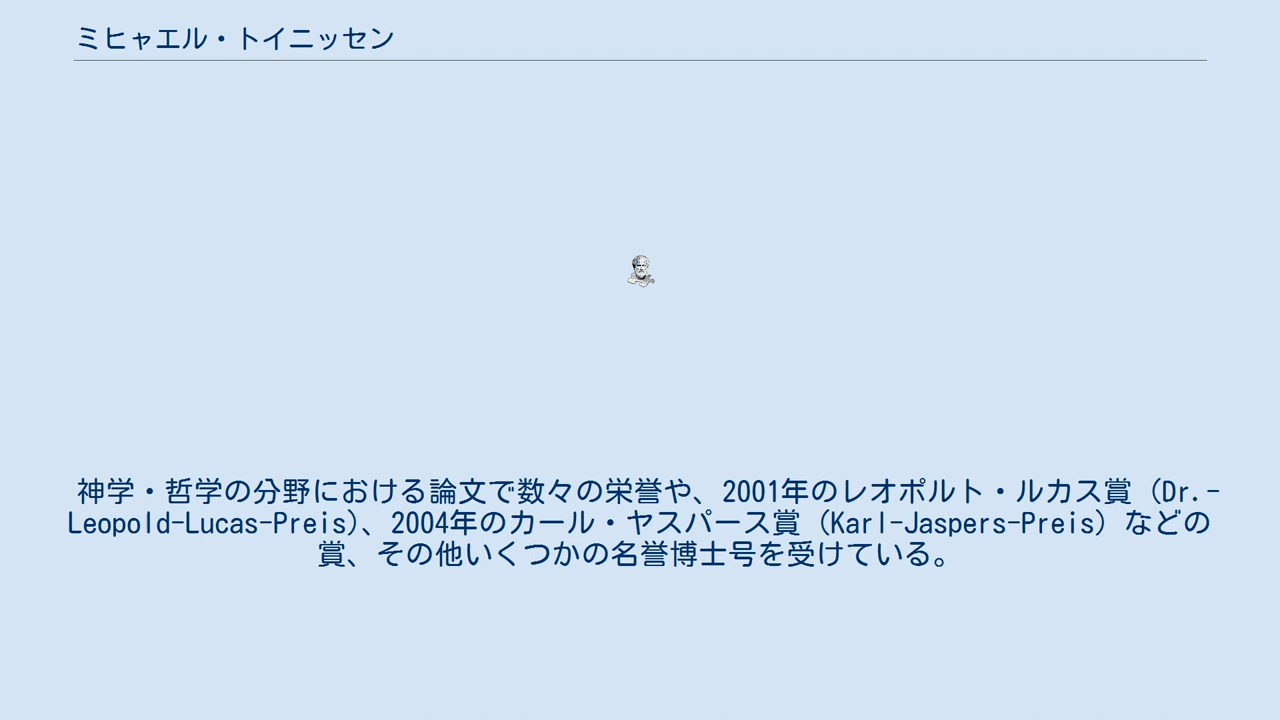 ミヒャエル・トイニッセン
神学・哲学の分野における論文で数々の栄誉や、2001年のレオポルト・ルカス賞（Dr.-
Leopold-Lucas-Preis)、2004年のカール・ヤスパース賞（Karl-Jaspers-Preis）などの
賞、その他いくつかの名誉博士号を受けている。